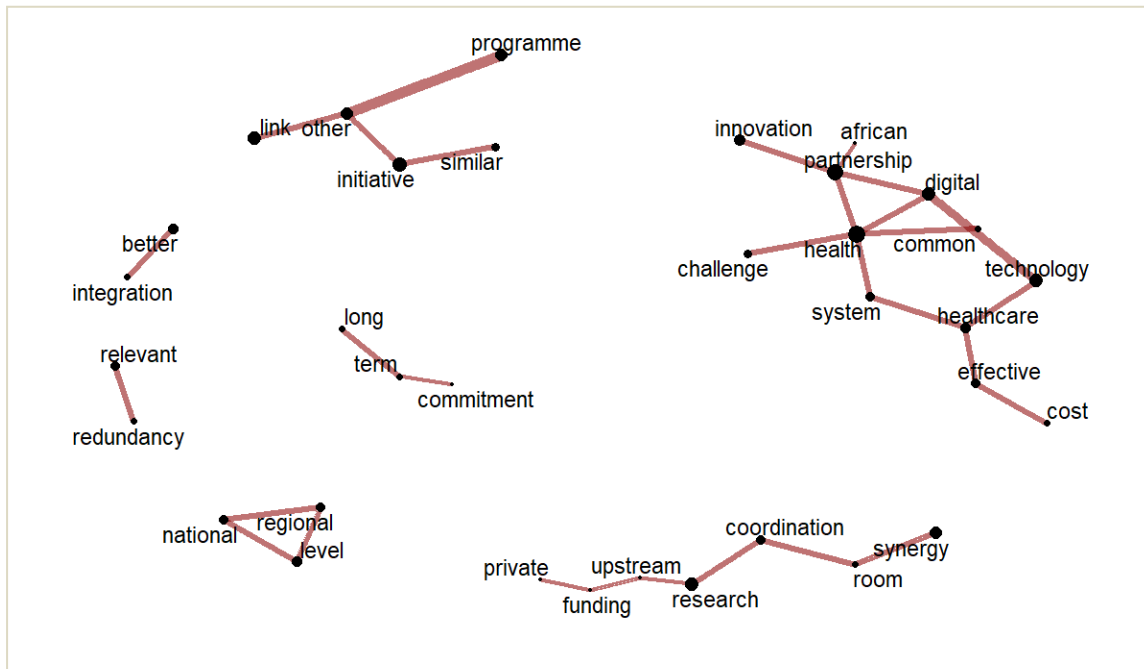 programme
link
other
similar
initiative
innovation
african
partnership
digital
health
common
challenge
technology
system
healthcare
effective
cost
better
integration
long
term
commitment
relevant
redundancy
national
regional
level
coordination
synergy
room
private
upstream
funding
research